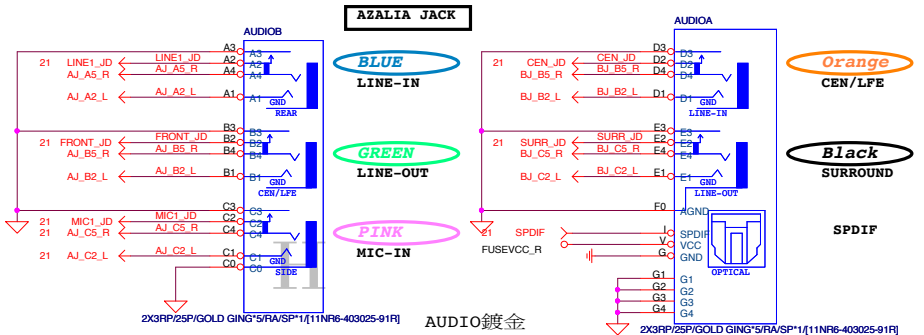 AZALIA JACK
AUDIOB
A3 A3
21 LINE1_JD LINE1_JD A2 A2
AJ_A5_R AJ_A5_R A4 A4
AJ_A2_L AJ_A2_L A1 A1
GND
REAR
BLUE
LINE-IN
B3 B3
21 FRONT_JD FRONT_JD B2 B2
AJ_B5_R AJ_B5_R B4 B4
AJ_B2_L AJ_B2_L B1 B1
GND
CEN/LFE
GREEN
LINE-OUT
C3 C3
21 MIC1_JD MIC1_JD C2 C2
21 AJ_C5_R AJ_C5_R C4 C4
21 AJ_C2_L AJ_C2_L C1 C1
GND
C0 C0
SIDE
H
PINK
MIC-IN
2X3RP/25P/GOLD GING*5/RA/SP*1/[11NR6-403025-91R]
AUDIO鍍金
AUDIOA
D3 D3
21 CEN_JD CEN_JD D2 D2
BJ_B5_R BJ_B5_R D4 D4
BJ_B2_L BJ_B2_L D1 D1
GND
LINE-IN
Orange
CEN/LFE
E3 E3
21 SURR_JD SURR_JD E2 E2
BJ_C5_R BJ_C5_R E4 E4
BJ_C2_L BJ_C2_L E1 E1
GND
LINE-OUT
Black
SURROUND
F0 AGND
21 SPDIF I SPDIF
FUSEVCC_R V VCC
G GND
OPTICAL
SPDIF
G1 G1
G2 G2
G3 G3
G4 G4
2X3RP/25P/GOLD GING*5/RA/SP*1/[11NR6-403025-91R]